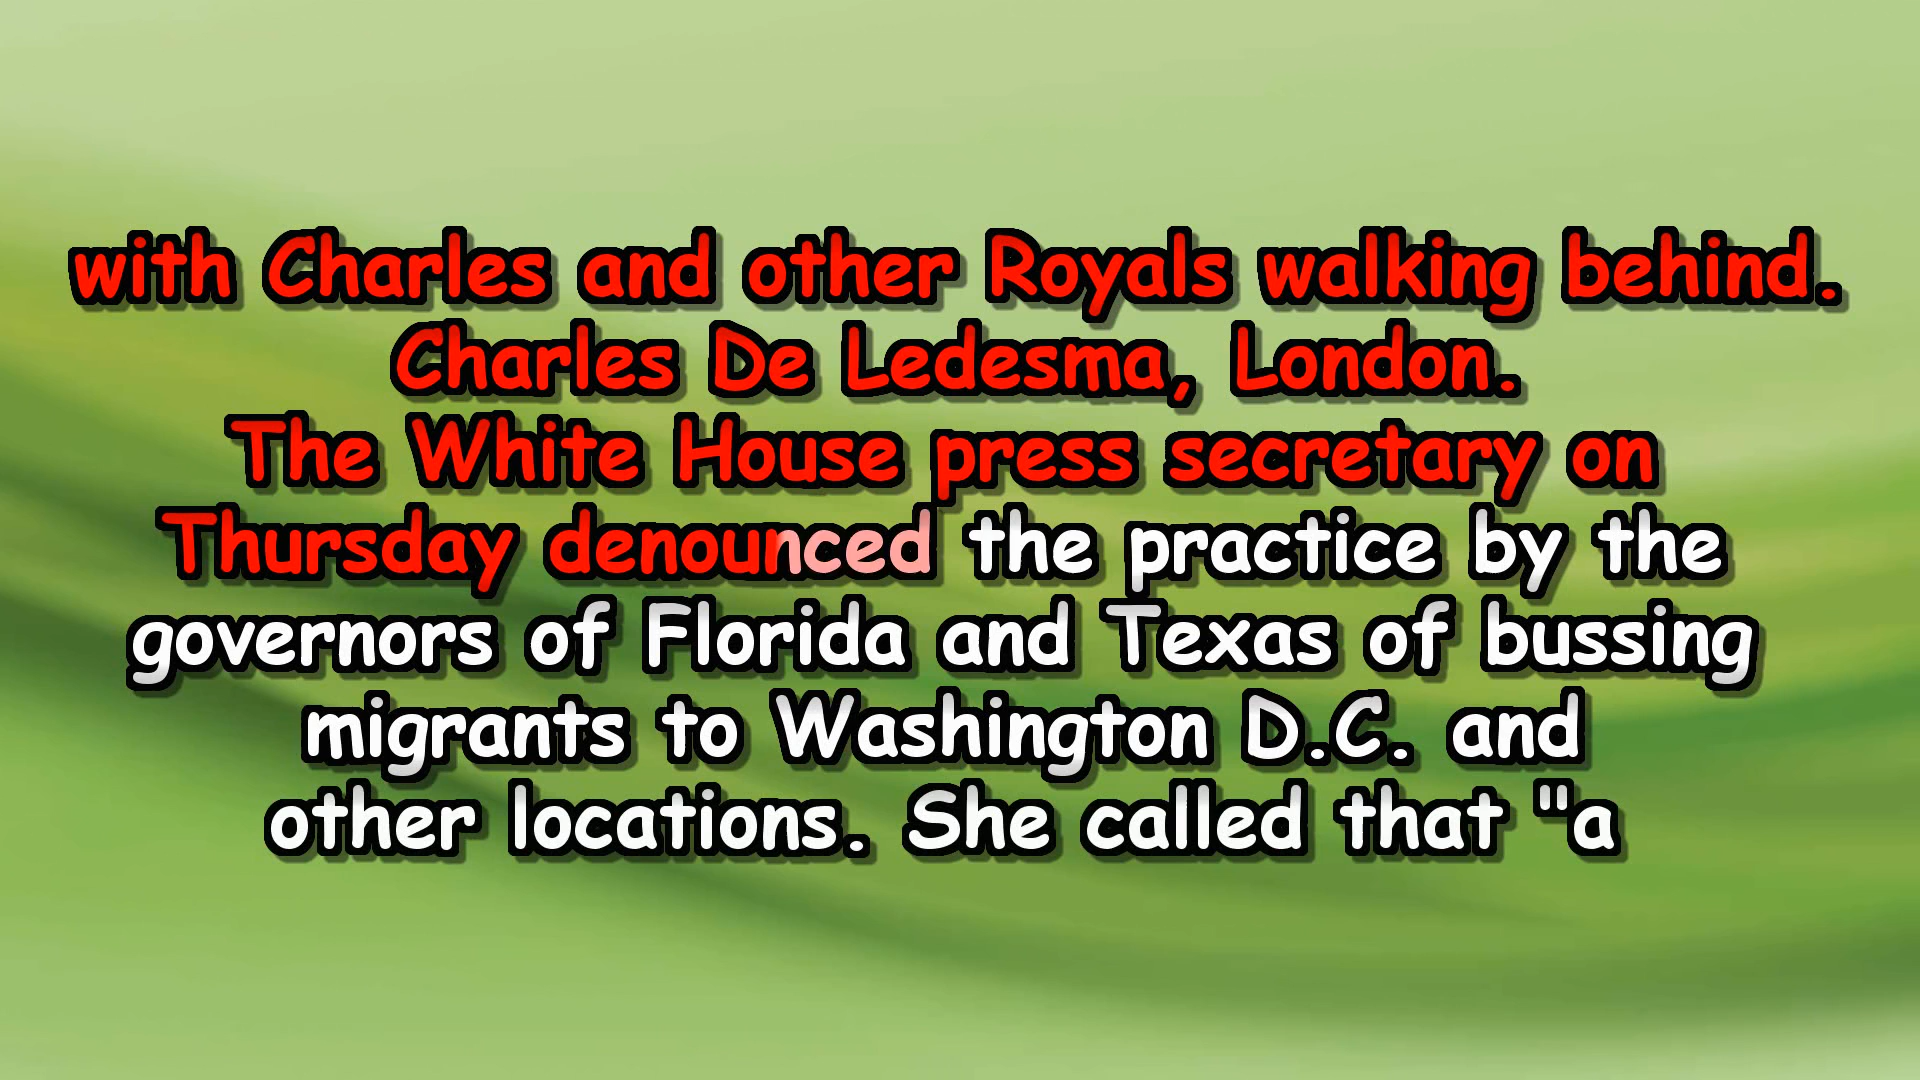 with Charles and other Royals walking behind.
Charles De Ledesma, London.
The White House press secretary on
Thursday denounced the practice by the
governors of Florida and Texas of bussing
migrants to Washington D.C. and
other locations. She called that "a